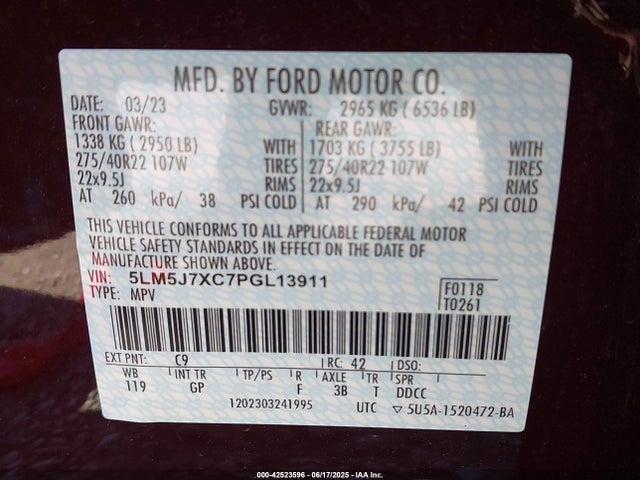 MFD. BY FORD MOTOR CO.
DATE: 03/23 GVWR: 2965 KG ( 6536 LB)
FRONT GAWR: REAR GAWR:
1338 KG ( 2950 LB) WITH 1703 KG ( 3755 LB) WITH
275/40R22 107W TIRES 275/40R22 107W TIRES
22x9.5J RIMS 22x9.5J RIMS
AT 260 kPa/ 38 PSI COLD AT 290 kPa/ 42 PSI COLD
THIS VEHICLE CONFORMS TO ALL APPLICABLE FEDERAL MOTOR
VEHICLE SAFETY STANDARDS IN EFFECT ON THE DATE OF
MANUFACTURE SHOWN ABOVE.
VIN: 5LM5J7XC7PGL13911 F0118
TYPE: MPV T0261
EXT PNT: C9 RC: 42 DSO:
WB INT TR TP/PS R AXLE TR SPR
119 GP F 3B T DDCC
1202303241995 UTC ▽ 5U5A-1520472-BA
000-42523596 - 06/17/2025 - IAA Inc.